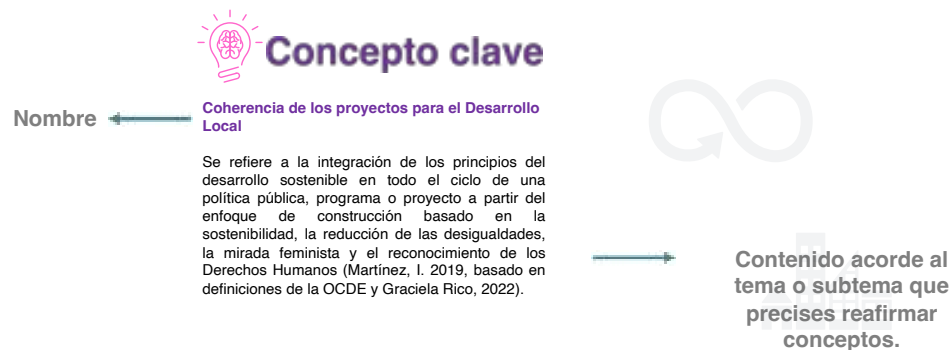 Concepto clave
Nombre
Coherencia de los proyectos para el Desarrollo
Local
Se refiere a la integración de los principios del
desarrollo sostenible en todo el ciclo de una
política pública, programa o proyecto a partir del
enfoque de construcción basado en la
sostenibilidad, la reducción de las desigualdades,
la mirada feminista y el reconocimiento de los
Derechos Humanos (Martínez, I. 2019, basado en
definiciones de la OCDE y Graciela Rico, 2022).
Contenido acorde al
tema o subtema que
precises reafirmar
conceptos.